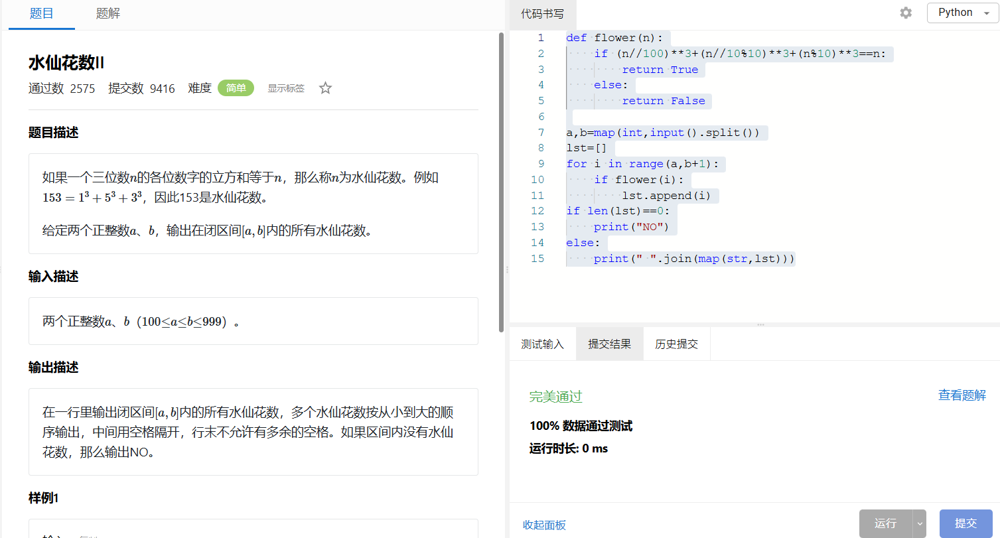 题目 题解
水仙花数II
通过数 2575 提交数 9416 难度 简单 显示标签
题目描述
如果一个三位数n的各位数字的立方和等于n，那么称n为水仙花数。例如
153 = 1³ + 5³ + 3³，因此153是水仙花数。
给定两个正整数a、b，输出在闭区间[a, b]内的所有水仙花数。
输入描述
两个正整数a、b（100≤a≤b≤999）。
输出描述
在一行里输出闭区间[a, b]内的所有水仙花数，多个水仙花数按从小到大的顺
序输出，中间用空格隔开，行末不允许有多余的空格。如果区间内没有水仙
花数，那么输出NO。
样例1
代码书写 Python
1 def flower(n):
2     if (n//100)**3+(n//10%10)**3+(n%10)**3==n:
3         return True
4     else:
5         return False
6
7 a,b=map(int,input().split())
8 lst=[]
9 for i in range(a,b+1):
10     if flower(i):
11         lst.append(i)
12 if len(lst)==0:
13     print("NO")
14 else:
15     print(" ".join(map(str,lst)))
测试输入 提交结果 历史提交
完美通过 查看题解
100% 数据通过测试
运行时长: 0 ms
收起面板 运行 提交